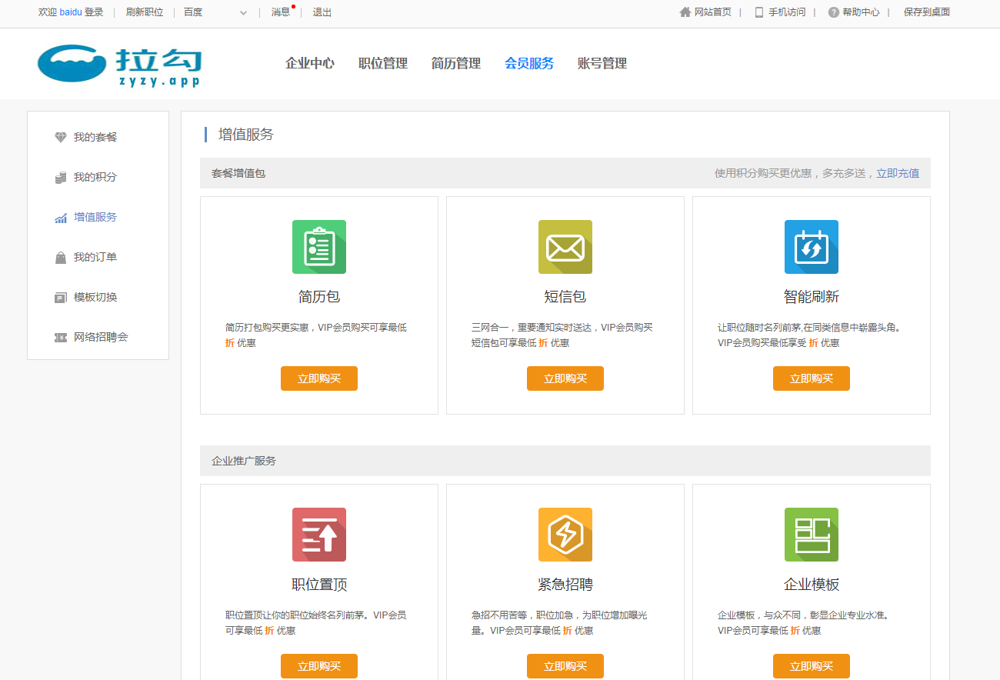 欢迎 baidu 登录 刷新职位 百度 消息 退出 网站首页 手机访问 帮助中心 保存到桌面
拉勾
zyzy.app
企业中心 职位管理 简历管理 会员服务 账号管理
我的套餐
我的积分
增值服务
我的订单
模板切换
网络招聘会
增值服务
套餐增值包 使用积分购买更优惠，多充多送，立即充值
简历包
简历打包购买更实惠，VIP会员购买可享最低
折 优惠
立即购买
短信包
三网合一，重要通知实时送达，VIP会员购买
短信包可享最低 折 优惠
立即购买
智能刷新
让职位随时名列前茅,在同类信息中崭露头角。
VIP会员购买最低享受 折 优惠
立即购买
企业推广服务
职位置顶
职位置顶让你的职位始终名列前茅。VIP会员
可享最低 折 优惠
立即购买
紧急招聘
急招不用苦等，职位加急，为职位增加曝光
量。VIP会员可享最低 折 优惠
立即购买
企业模板
企业模板，与众不同，彰显企业专业水准。
VIP会员可享最低 折 优惠
立即购买